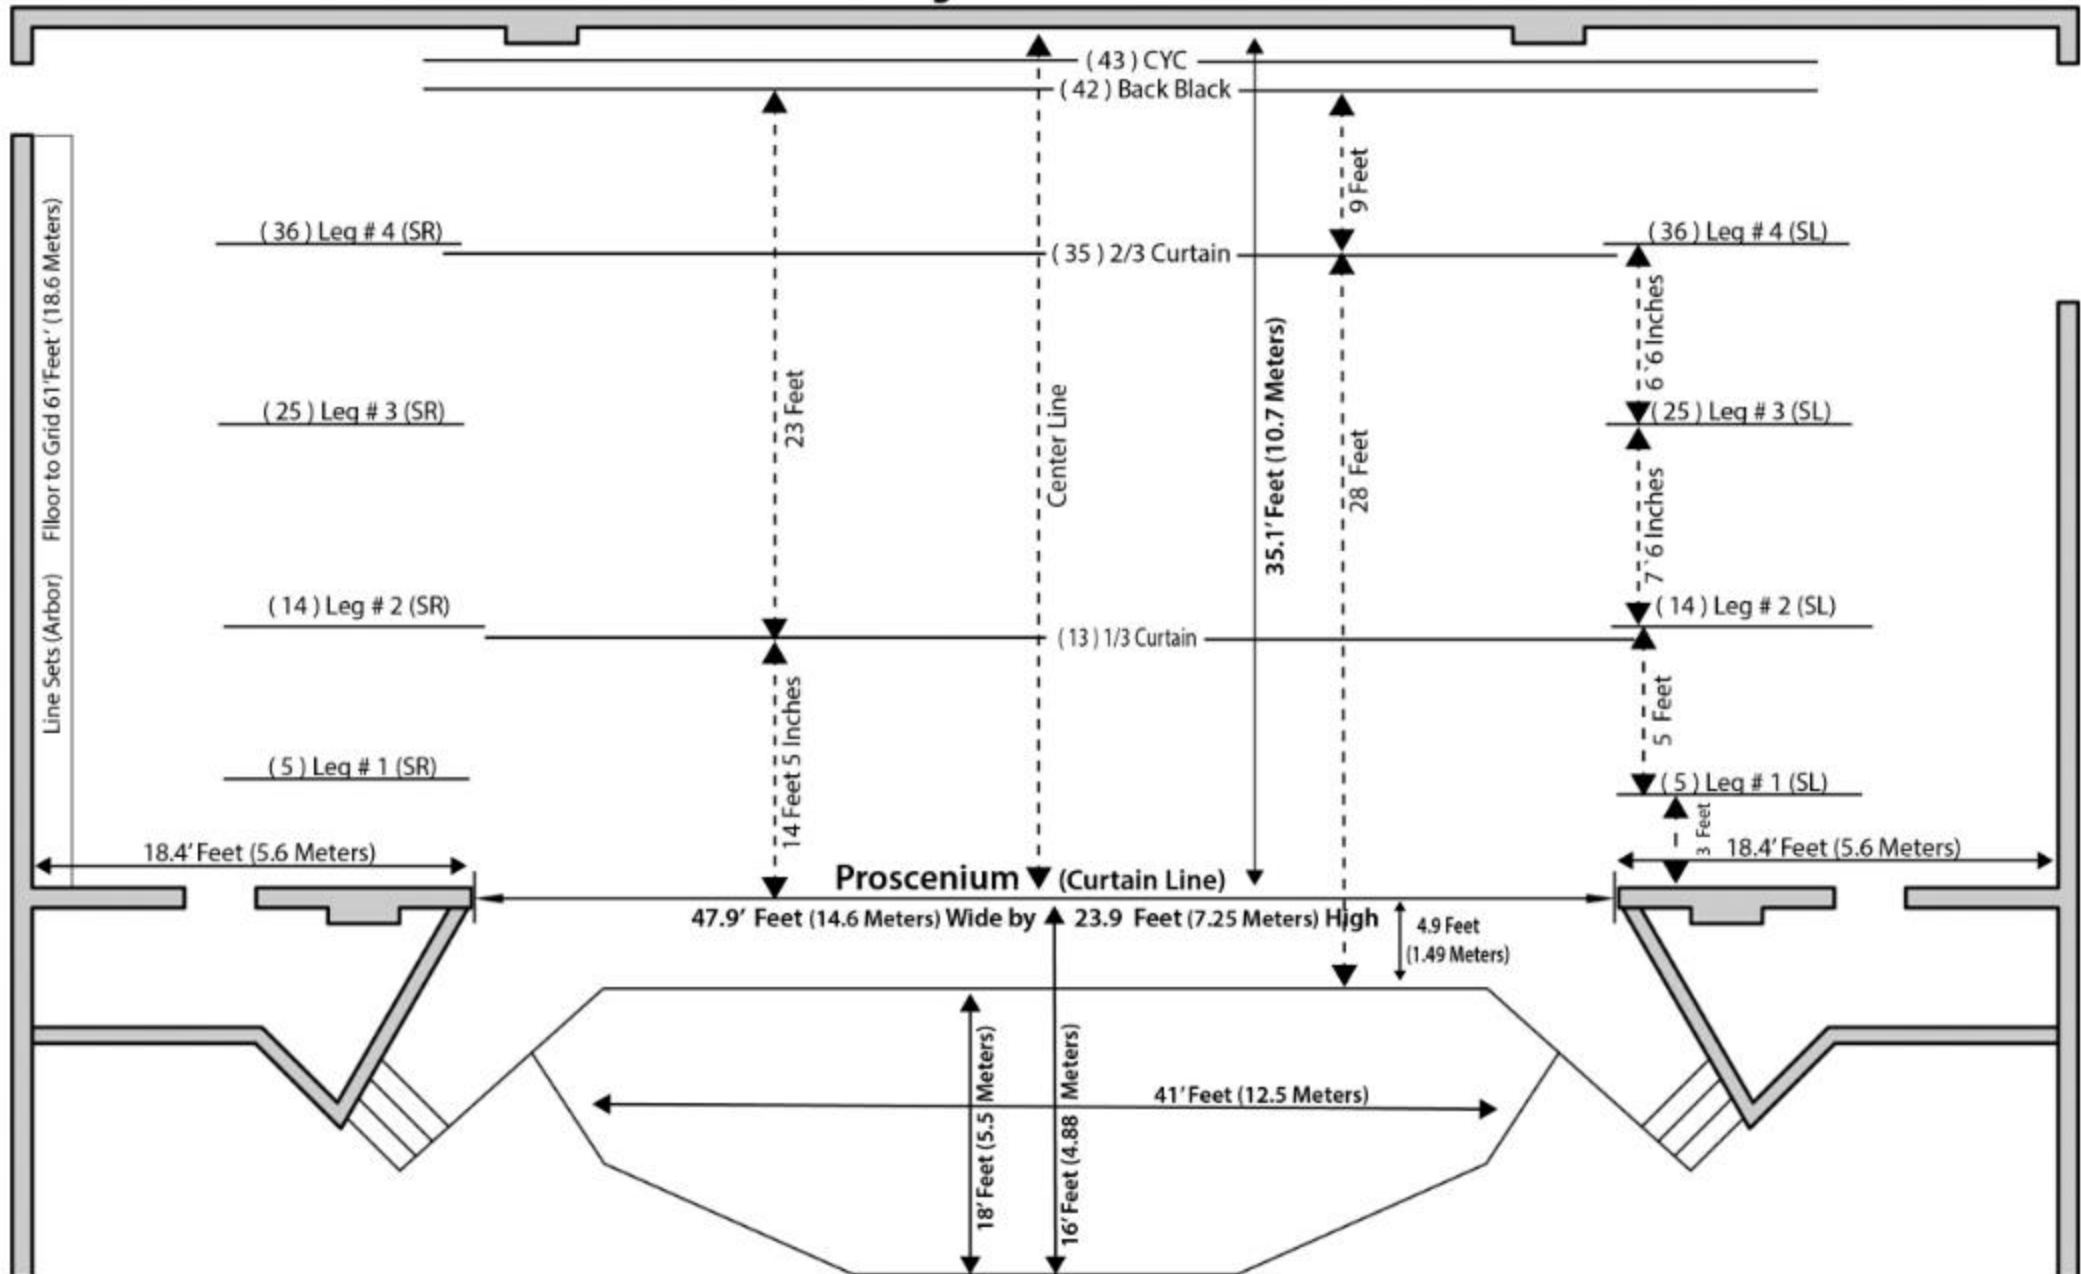 ( 43 ) CYC
( 42 ) Back Black
9 Feet
( 36 ) Leg # 4 (SR)
( 35 ) 2/3 Curtain
( 36 ) Leg # 4 (SL)
6`6 Inches
Line Sets (Arbor) Flloor to Grid 61'Feet' (18.6 Meters)
( 25 ) Leg # 3 (SR)
23 Feet
Center Line
35.1' Feet (10.7 Meters)
28 Feet
( 25 ) Leg # 3 (SL)
7`6 Inches
( 14 ) Leg # 2 (SR)
( 13 ) 1/3 Curtain
( 14 ) Leg # 2 (SL)
5 Feet
14 Feet 5 Inches
( 5 ) Leg # 1 (SR)
( 5 ) Leg # 1 (SL)
3 Feet
18.4' Feet (5.6 Meters)
18.4' Feet (5.6 Meters)
Proscenium (Curtain Line)
47.9' Feet (14.6 Meters) Wide by 23.9 Feet (7.25 Meters) High
4.9 Feet
(1.49 Meters)
18' Feet (5.5 Meters)
16' Feet (4.88 Meters)
41' Feet (12.5 Meters)